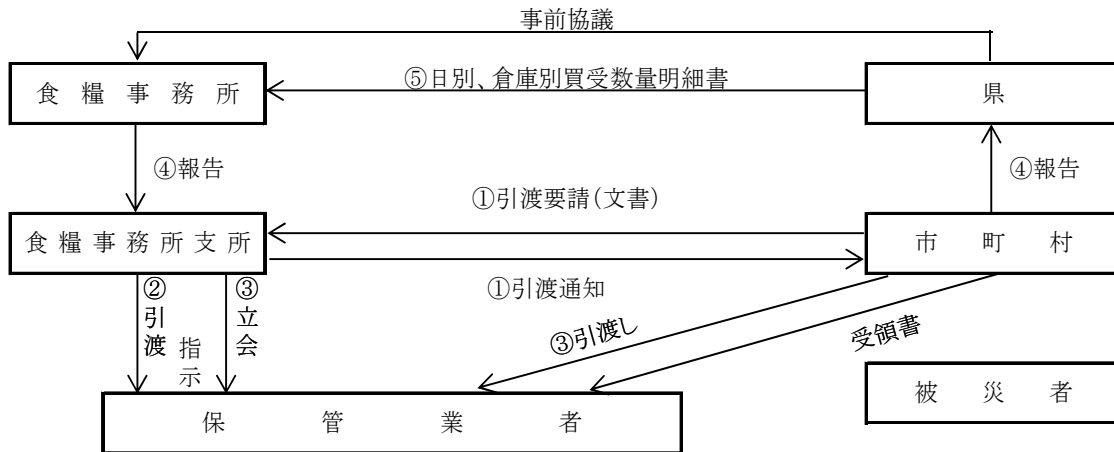 事前協議
食糧事務所
⑤日別、倉庫別買受数量明細書
県
④報告
④報告
①引渡要請(文書)
食糧事務所支所
市町村
①引渡通知
②引渡
指示
③立会
③引渡し
受領書
被災者
保管業者